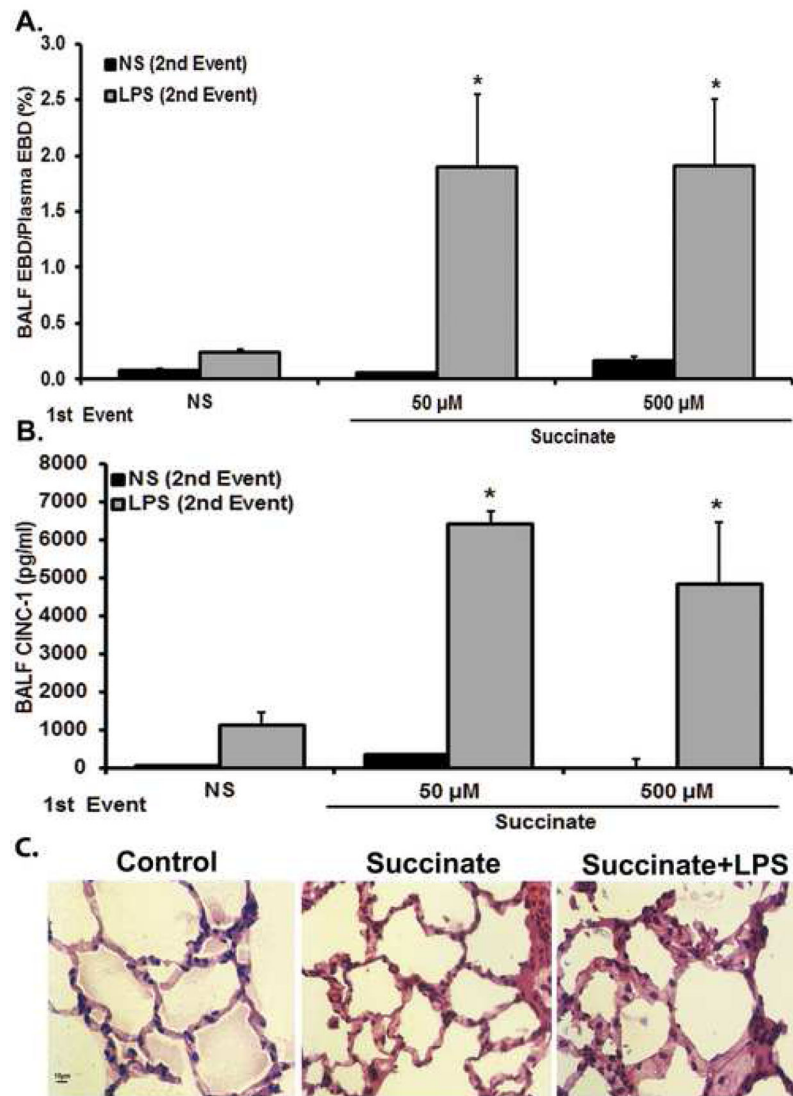 A.
BALF EBD/Plasma EBD (%)
3.0
2.5
2.0
1.5
1.0
0.5
0.0
NS (2nd Event)
LPS (2nd Event)
*
*
NS
50 µM
500 µM
1st Event
Succinate
B.
BALF CINC-1 (pg/ml)
8000
7000
6000
5000
4000
3000
2000
1000
0
NS (2nd Event)
LPS (2nd Event)
*
*
NS
50 µM
500 µM
1st Event
Succinate
C.
Control
Succinate
Succinate+LPS
10µm